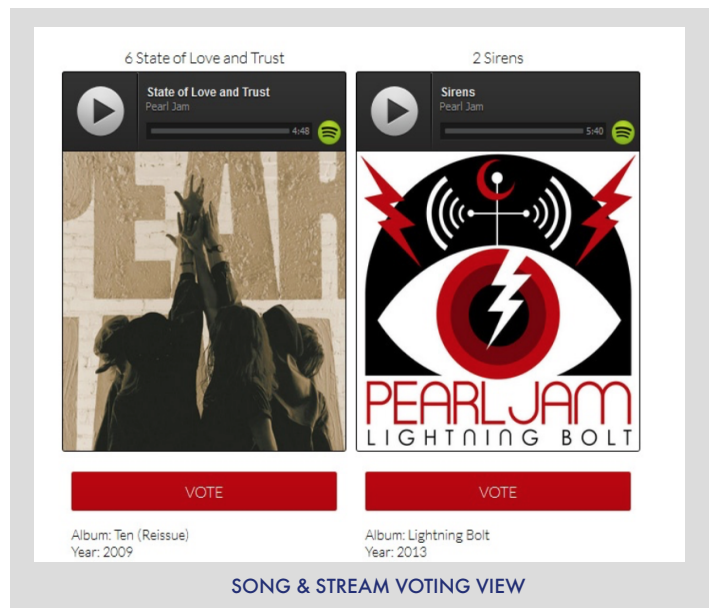 6 State of Love and Trust
State of Love and Trust
Pearl Jam
4:48
PEAR
VOTE
Album: Ten (Reissue)
Year: 2009
2 Sirens
Sirens
Pearl Jam
5:40
PEARL JAM
LIGHTNING BOLT
VOTE
Album: Lightning Bolt
Year: 2013
SONG & STREAM VOTING VIEW